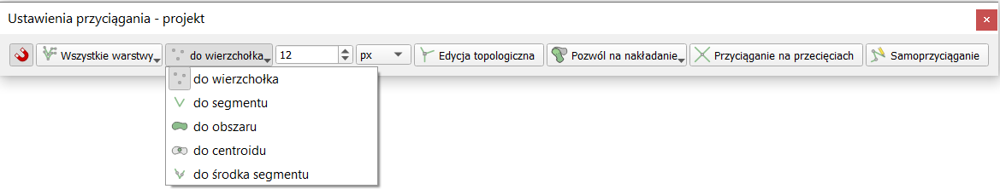 Ustawienia przyciągania - projekt
Wszystkie warstwy do wierzchołka 12 px Edycja topologiczna Pozwól na nakładanie Przyciąganie na przecięciach Samoprzyciąganie
do wierzchołka
do segmentu
do obszaru
do centroidu
do środka segmentu